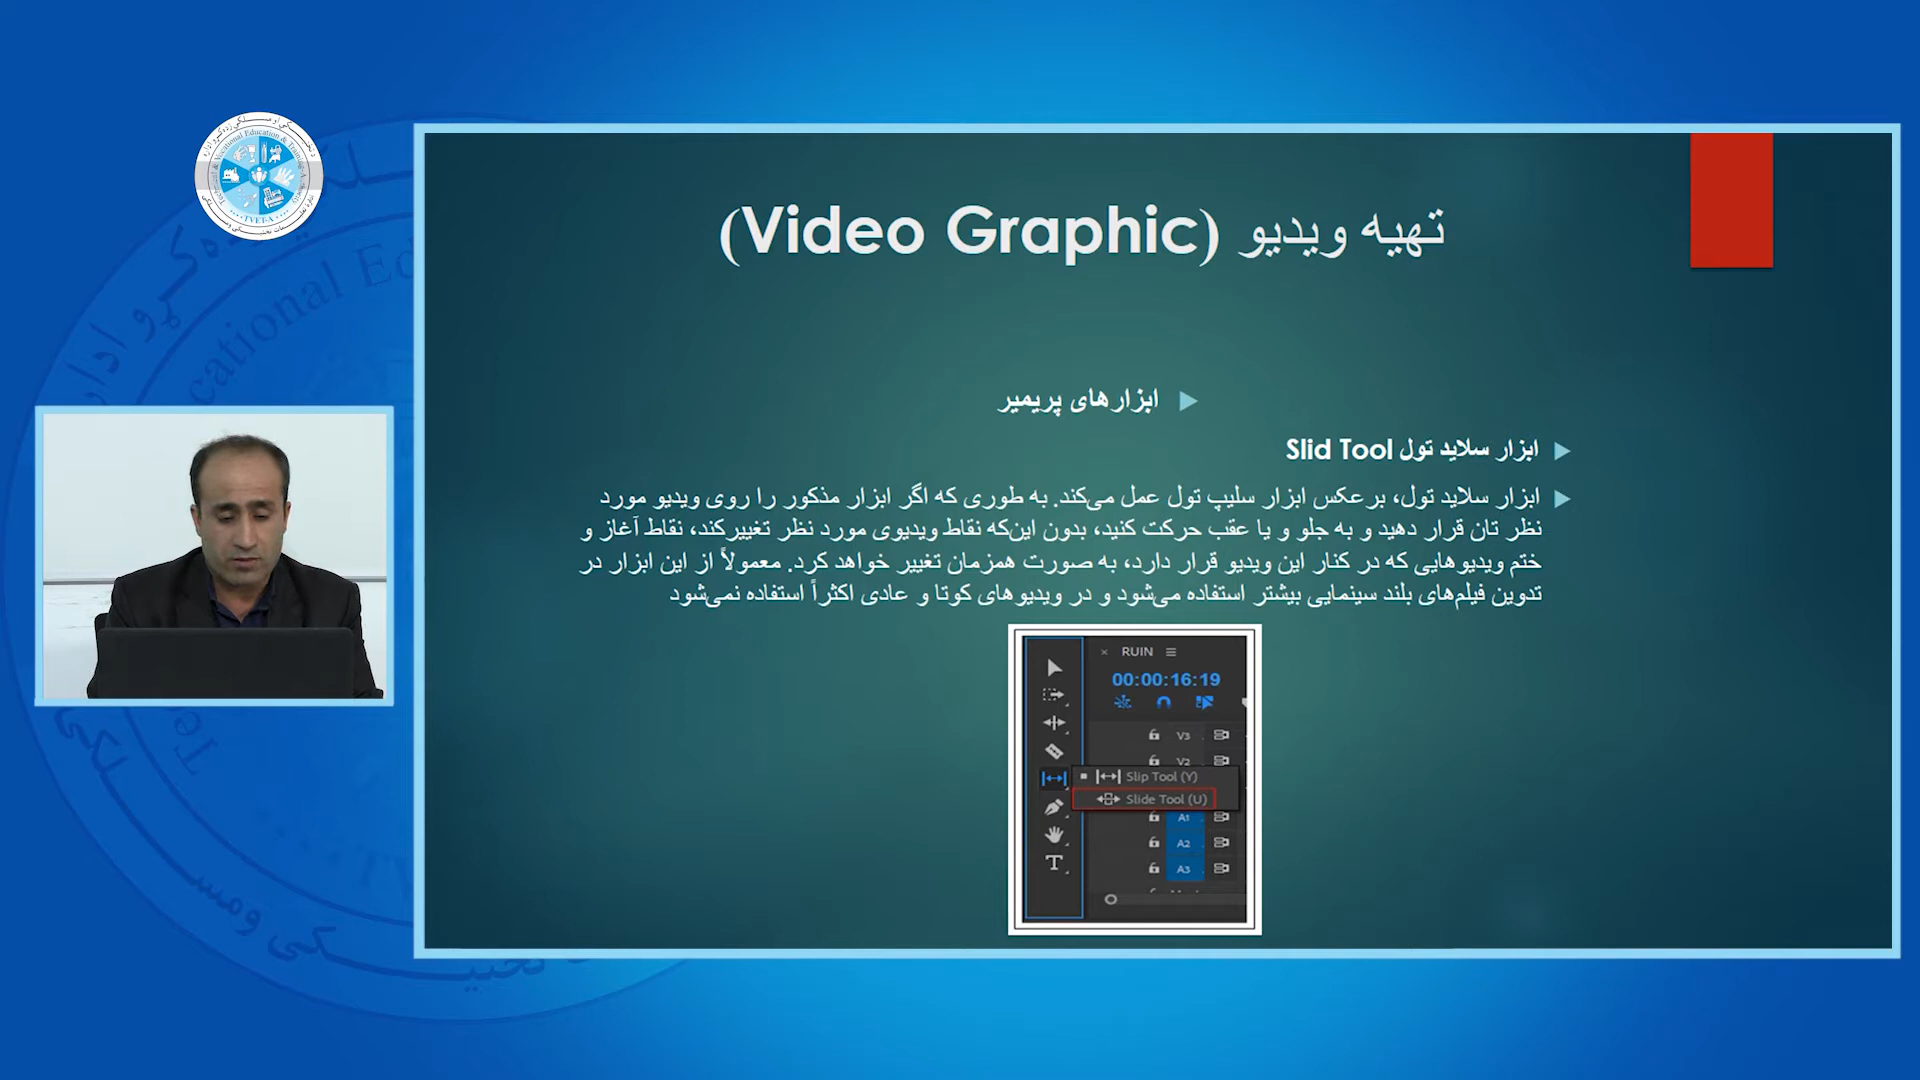 تهیه ویدیو (Video Graphic)
ابزارهای پریمیر
ابزار سلاید تول Slid Tool
ابزار سلاید تول، برعکس ابزار سلیپ تول عمل می‌کند. به طوری که اگر ابزار مذکور را روی ویدیو مورد
نظر تان قرار دهید و به جلو و یا عقب حرکت کنید، بدون این‌که نقاط ویدیوی مورد نظر تغییرکند، نقاط آغاز و
ختم ویدیوهایی که در کنار این ویدیو قرار دارد، به صورت همزمان تغییر خواهد کرد. معمولاً از این ابزار در
تدوین فیلم‌های بلند سینمایی بیشتر استفاده می‌شود و در ویدیوهای کوتا و عادی اکثراً استفاده نمی‌شود
× RUIN
00:00:16:19
V3
V2
Slip Tool (Y)
Slide Tool (U)
A1
A2
A3
Technical & Vocational Education & Training
TVET-A